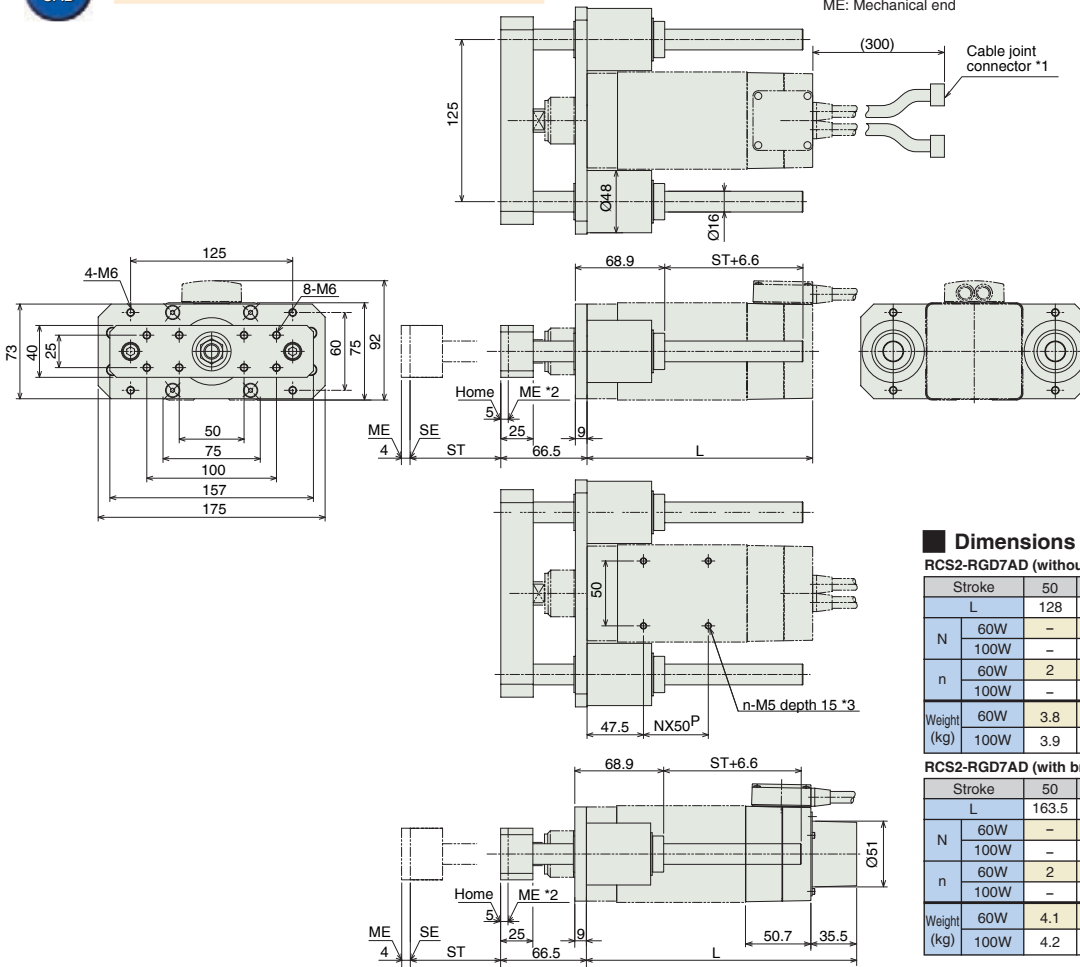 ME: Mechanical end
(300)
Cable joint
connector *1
125
Ø48
Ø16
125
4-M6
8-M6
73
40
25
60
75
92
50
75
100
157
175
68.9
ST+6.6
Home
ME *2
5
25
9
ME
SE
4
ST
66.5
L
50
n-M5 depth 15 *3
47.5
NX50P
68.9
ST+6.6
Ø51
Home
ME *2
5
25
9
50.7
35.5
ME
SE
4
ST
66.5
L
Dimensions
RCS2-RGD7AD (withou
Stroke 50
L 128
N 60W –
100W –
n 60W 2
100W –
Weight (kg) 60W 3.8
100W 3.9
RCS2-RGD7AD (with br
Stroke 50
L 163.5
N 60W –
100W –
n 60W 2
100W –
Weight (kg) 60W 4.1
100W 4.2